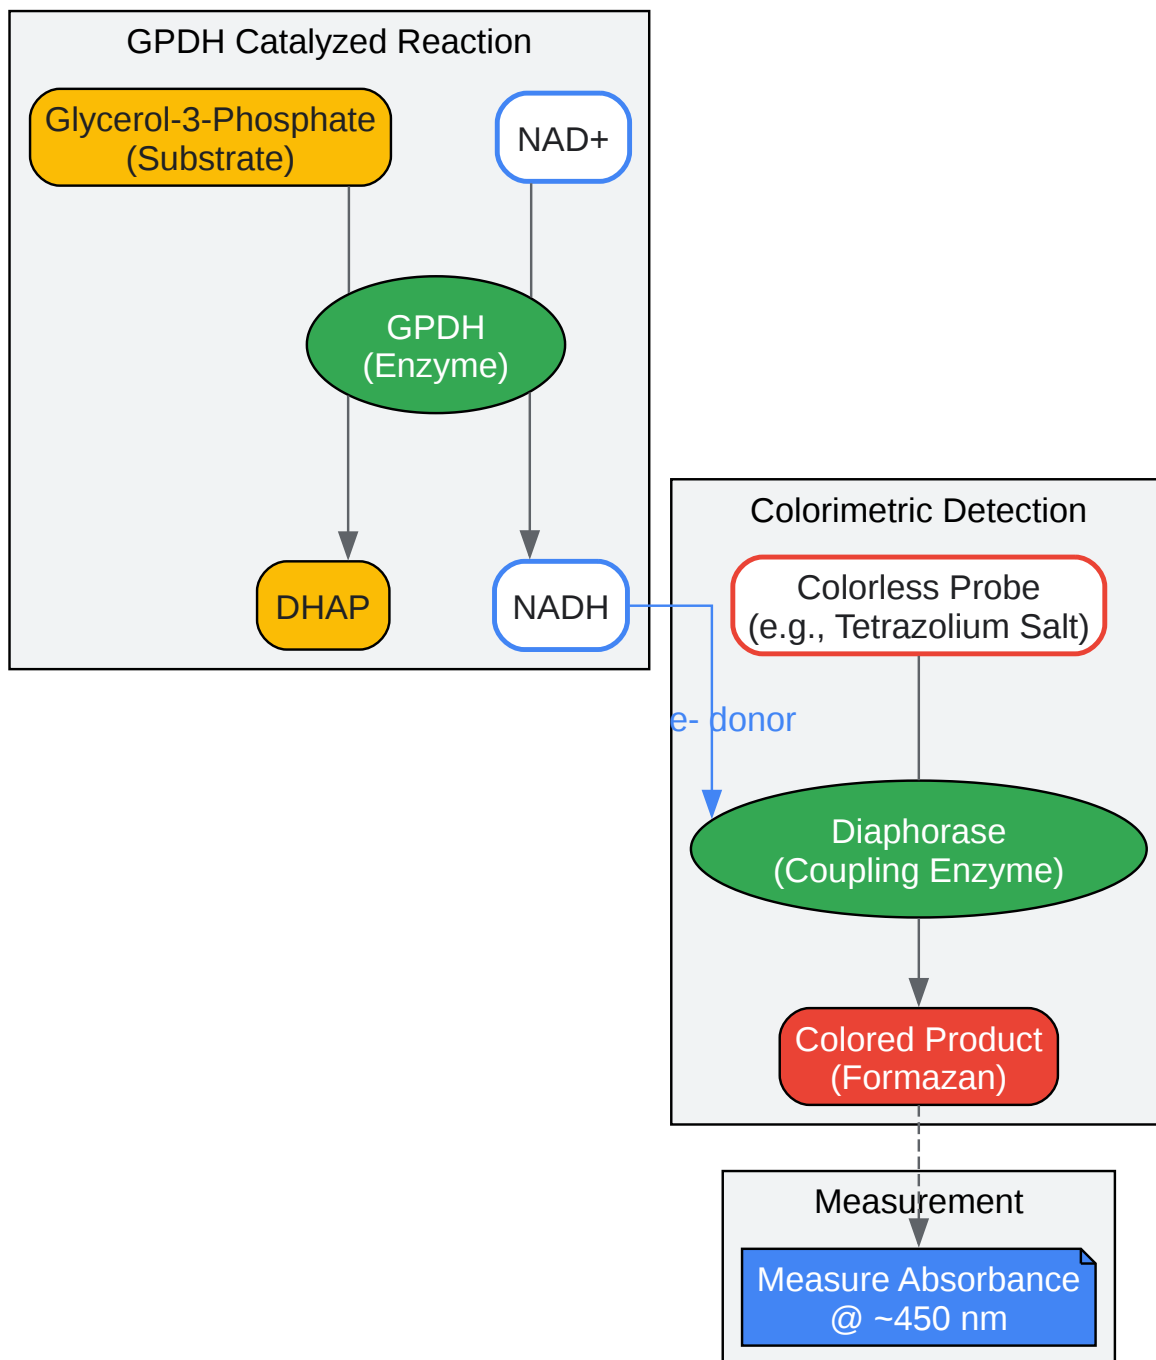 GPDH Catalyzed Reaction
Glycerol-3-Phosphate
(Substrate)
NAD+
GPDH
(Enzyme)
DHAP
NADH
Colorimetric Detection
Colorless Probe
(e.g., Tetrazolium Salt)
e- donor
Diaphorase
(Coupling Enzyme)
Colored Product
(Formazan)
Measurement
Measure Absorbance
@ ~450 nm